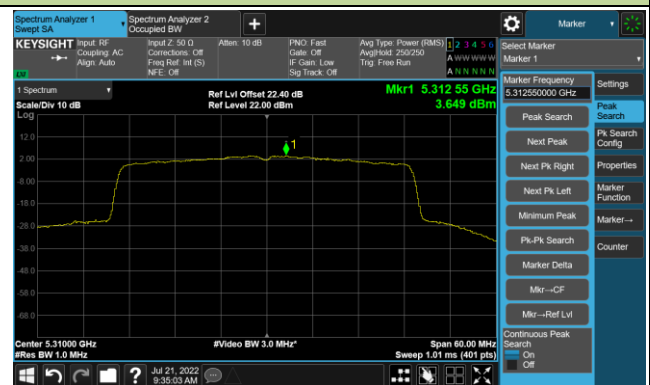 Spectrum Analyzer 1
Swept SA
Spectrum Analyzer 2
Occupied BW
Marker
KEYSIGHT
Input: RF
Coupling: AC
Align: Auto
Input Z: 50 Ω
Corrections: Off
Freq Ref: Int (S)
NFE: Off
Atten: 10 dB
PNO: Fast
Gate: Off
IF Gain: Low
Sig Track: Off
Avg Type: Power (RMS)
Avg|Hold: 250/250
Trig: Free Run
1 2 3 4 5 6
A W W W W W
A N N N N N
LXI
Select Marker
Marker 1
1 Spectrum
Scale/Div 10 dB
Log
Ref Lvl Offset 22.40 dB
Ref Level 22.00 dBm
Mkr1 5.312 55 GHz
3.649 dBm
12.0
2.00
-8.00
-18.0
-28.0
-38.0
-48.0
-58.0
-68.0
1
Center 5.31000 GHz
#Res BW 1.0 MHz
#Video BW 3.0 MHz*
Span 60.00 MHz
Sweep 1.01 ms (401 pts)
Marker Frequency
5.312550000 GHz
Peak Search
Next Peak
Next Pk Right
Next Pk Left
Minimum Peak
Pk-Pk Search
Marker Delta
Mkr→CF
Mkr→Ref Lvl
Continuous Peak
Search
On
Off
Settings
Peak
Search
Pk Search
Config
Properties
Marker
Function
Marker→
Counter
?
Jul 21, 2022
9:35:03 AM